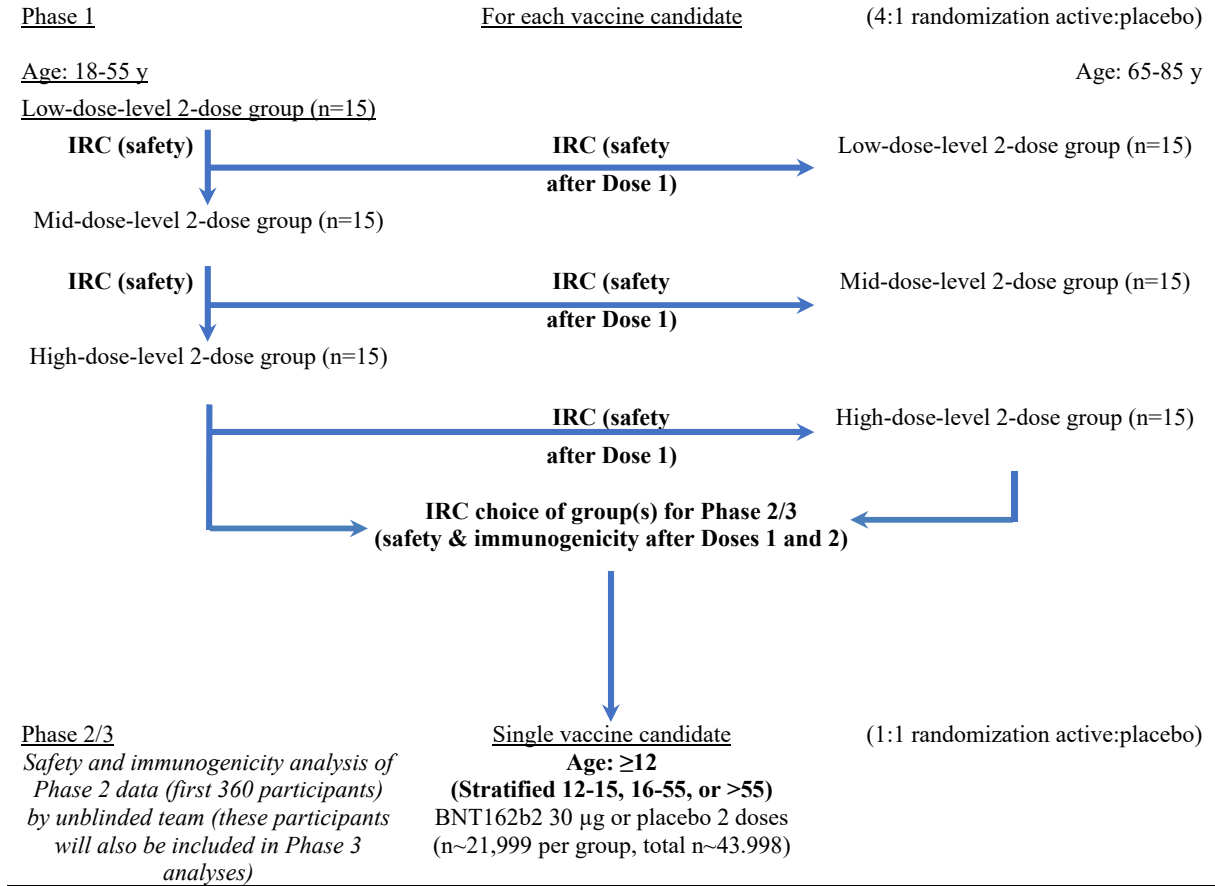 Phase 1 For each vaccine candidate (4:1 randomization active:placebo)
Age: 18-55 y Age: 65-85 y
Low-dose-level 2-dose group (n=15)
IRC (safety) IRC (safety Low-dose-level 2-dose group (n=15)
after Dose 1)
Mid-dose-level 2-dose group (n=15)
IRC (safety) IRC (safety Mid-dose-level 2-dose group (n=15)
after Dose 1)
High-dose-level 2-dose group (n=15)
IRC (safety High-dose-level 2-dose group (n=15)
after Dose 1)
IRC choice of group(s) for Phase 2/3
(safety & immunogenicity after Doses 1 and 2)
Phase 2/3 Single vaccine candidate (1:1 randomization active:placebo)
Safety and immunogenicity analysis of
Phase 2 data (first 360 participants)
by unblinded team (these participants
will also be included in Phase 3
analyses)
Age: ≥12
(Stratified 12-15, 16-55, or >55)
BNT162b2 30 µg or placebo 2 doses
(n~21,999 per group, total n~43.998)